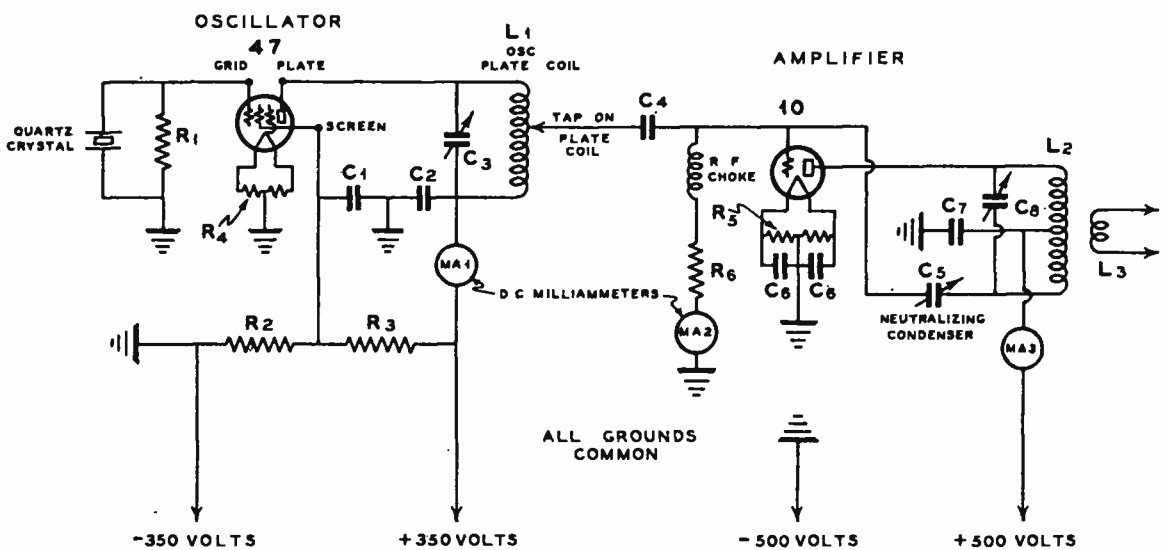 OSCILLATOR
47
GRID PLATE
L1
OSC
PLATE COIL
AMPLIFIER
QUARTZ
CRYSTAL
R1
SCREEN
C3
TAP ON
PLATE
COIL
C4
10
R F
CHOKE
L2
R4
C1
C2
R5
C7
C8
L3
MA1
D C MILLIAMMETERS
R6
C6
C6
C5
NEUTRALIZING
CONDENSER
R2
R3
MA2
MA3
ALL GROUNDS
COMMON
-350 VOLTS
+350 VOLTS
-500 VOLTS
+500 VOLTS